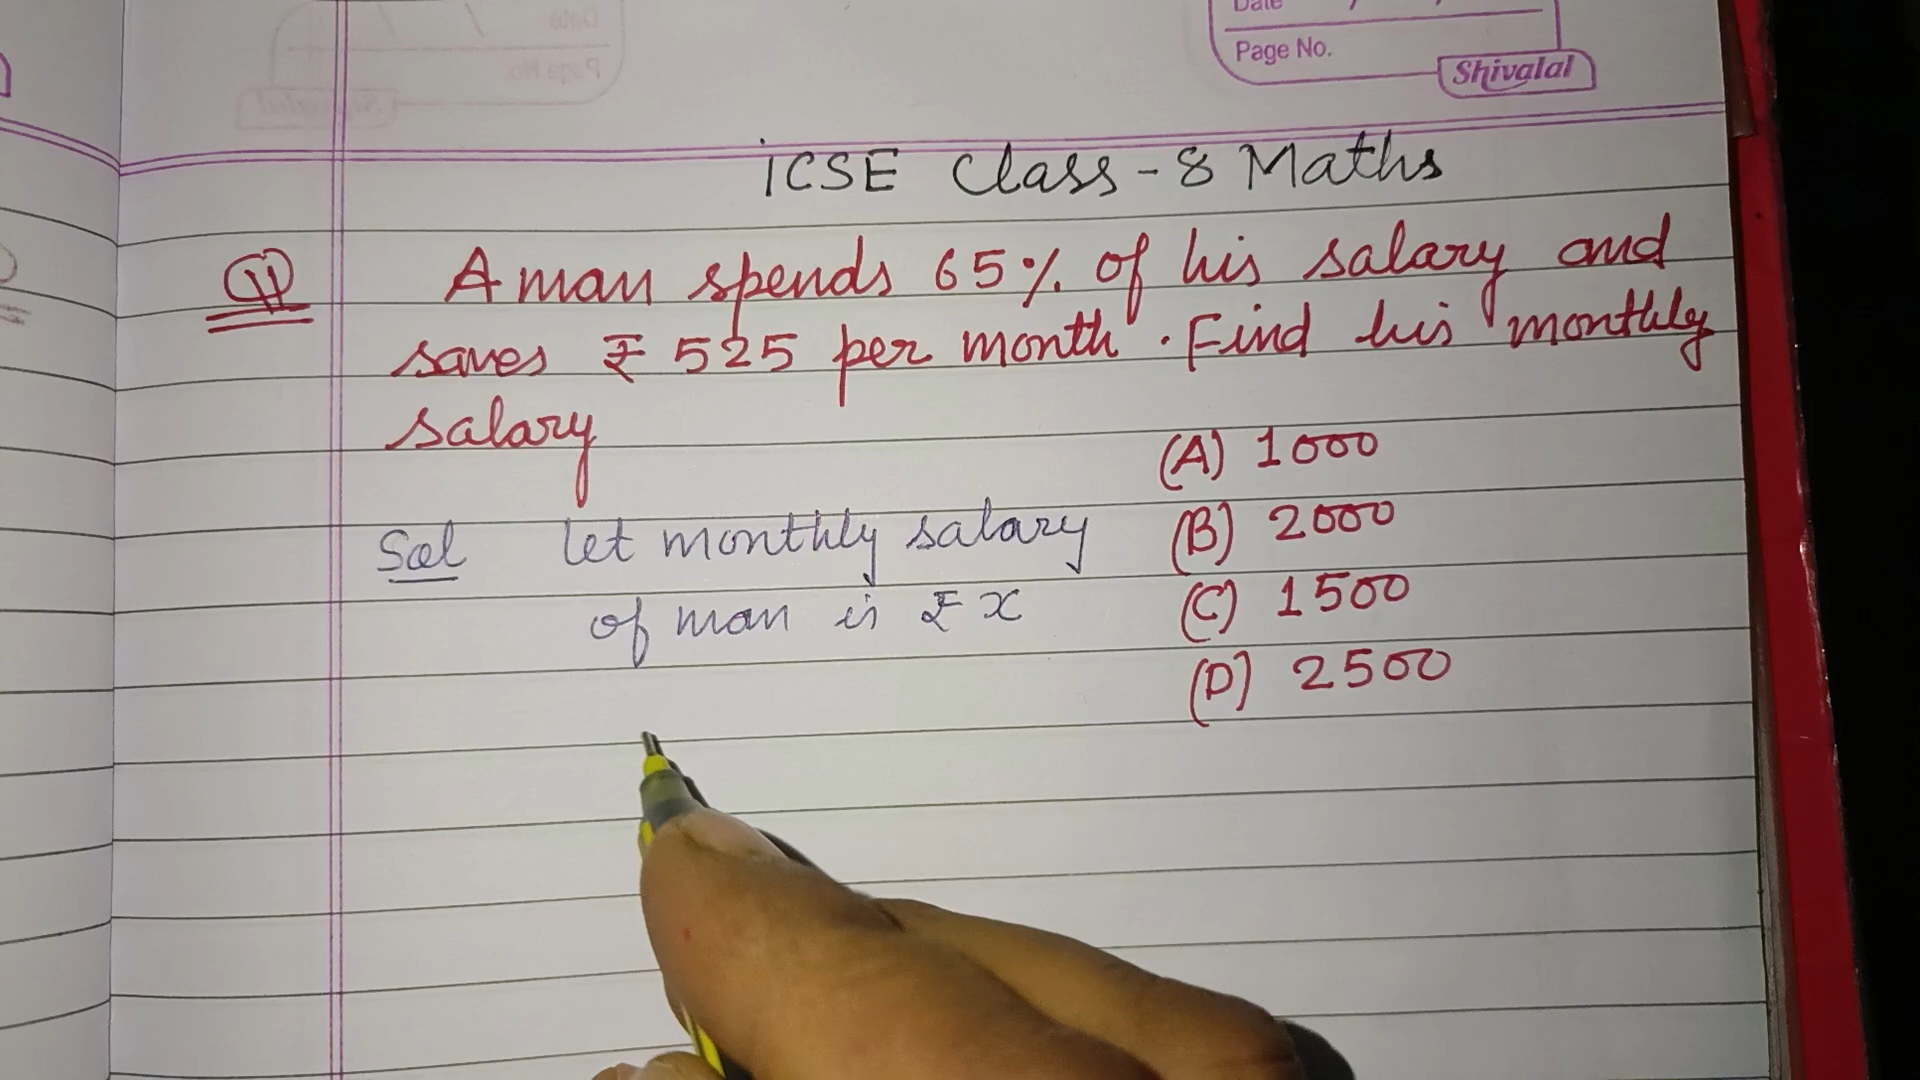 Date
Page No.
Shivalal
ICSE Class-8 Maths
Q1 A man spends 65% of his salary and
saves ₹ 525 per month. Find his monthly
salary
(A) 1000
(B) 2000
(C) 1500
(D) 2500
Sol let monthly salary
of man is ₹ x